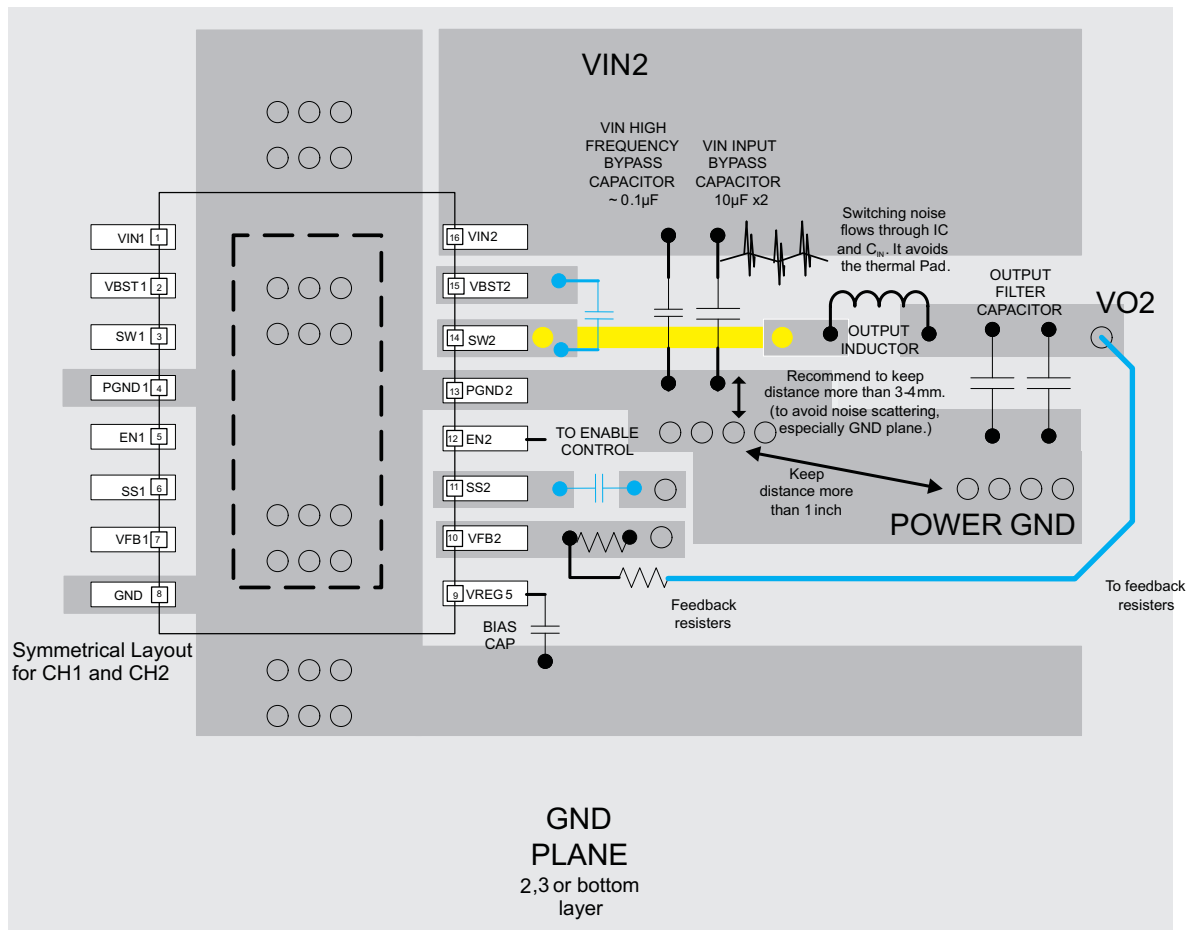 VIN2
VIN HIGH
FREQUENCY
BYPASS
CAPACITOR
~ 0.1µF
VIN INPUT
BYPASS
CAPACITOR
10µF x2
Switching noise
flows through IC
and CIN. It avoids
the thermal Pad.
OUTPUT
FILTER
CAPACITOR
VO2
OUTPUT
INDUCTOR
VIN1 1
VBST1 2
SW1 3
PGND1 4
EN1 5
SS1 6
VFB1 7
GND 8
16 VIN2
15 VBST2
14 SW2
13 PGND2
12 EN2
11 SS2
10 VFB2
9 VREG5
Recommend to keep
distance more than 3-4mm.
(to avoid noise scattering,
especially GND plane.)
TO ENABLE
CONTROL
Keep
distance more
than 1 inch
POWER GND
To feedback
resisters
Feedback
resisters
BIAS
CAP
Symmetrical Layout
for CH1 and CH2
GND
PLANE
2,3 or bottom
layer